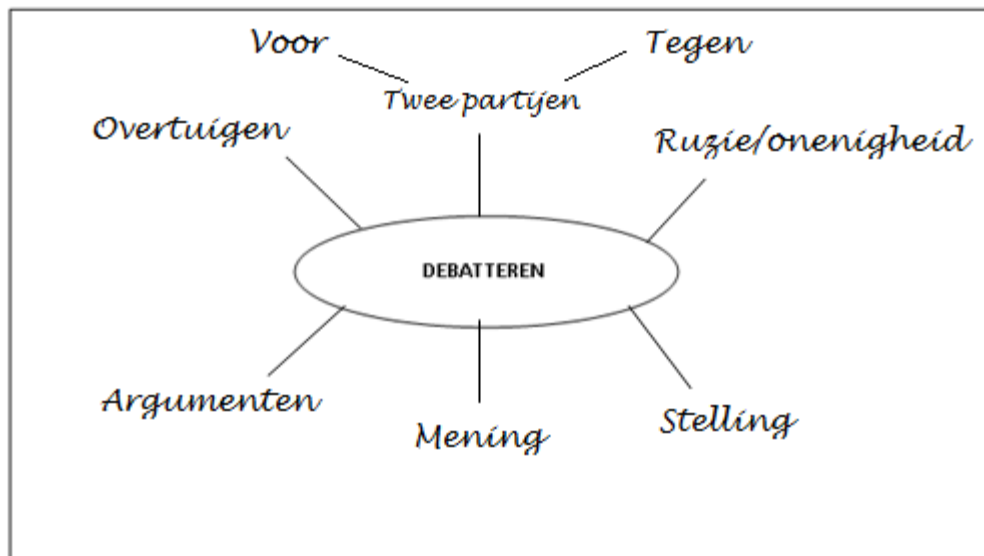 Voor
Tegen
Twee partijen
Overtuigen
Ruzie/onenigheid
DEBATTEREN
Argumenten
Mening
Stelling